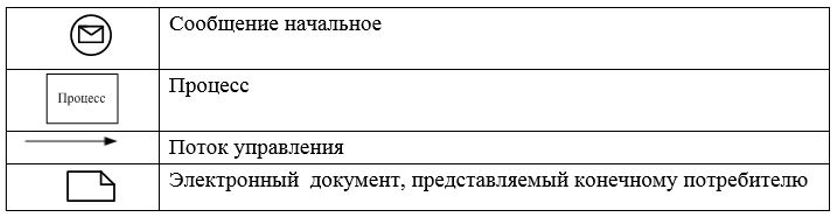 Сообщение начальное
Процесс
Процесс
Поток управления
Электронный документ, представляемый конечному потребителю